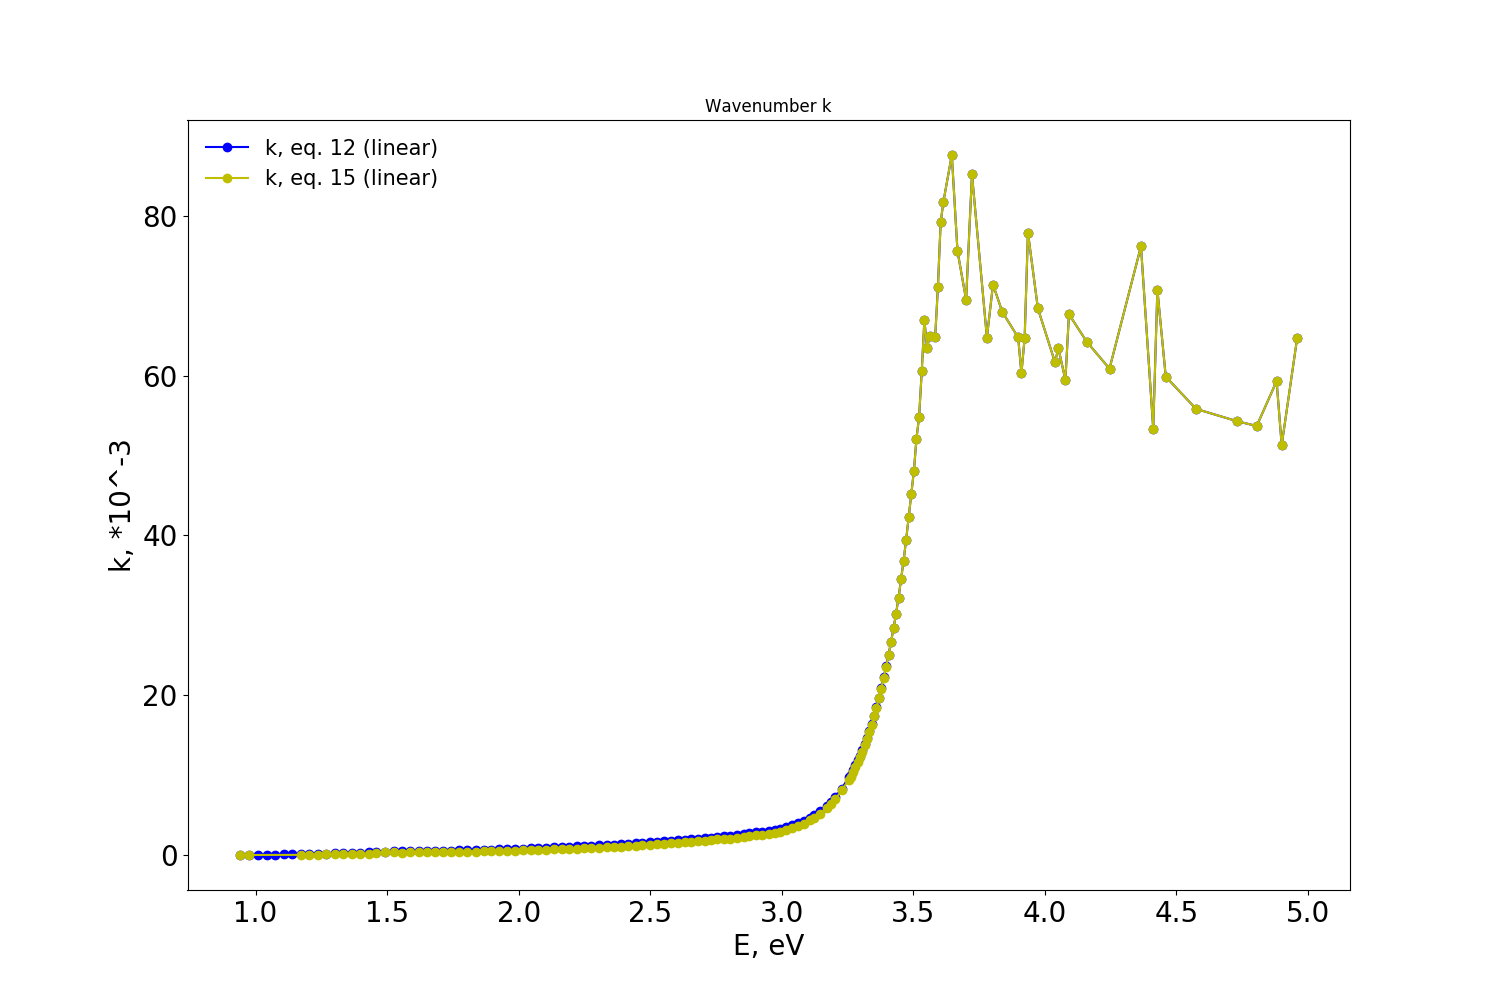 Wavenumber k
k, eq. 12 (linear)
k, eq. 15 (linear)
80
60
40
20
0
k, *10^-3
1.0 1.5 2.0 2.5 3.0 3.5 4.0 4.5 5.0
E, eV